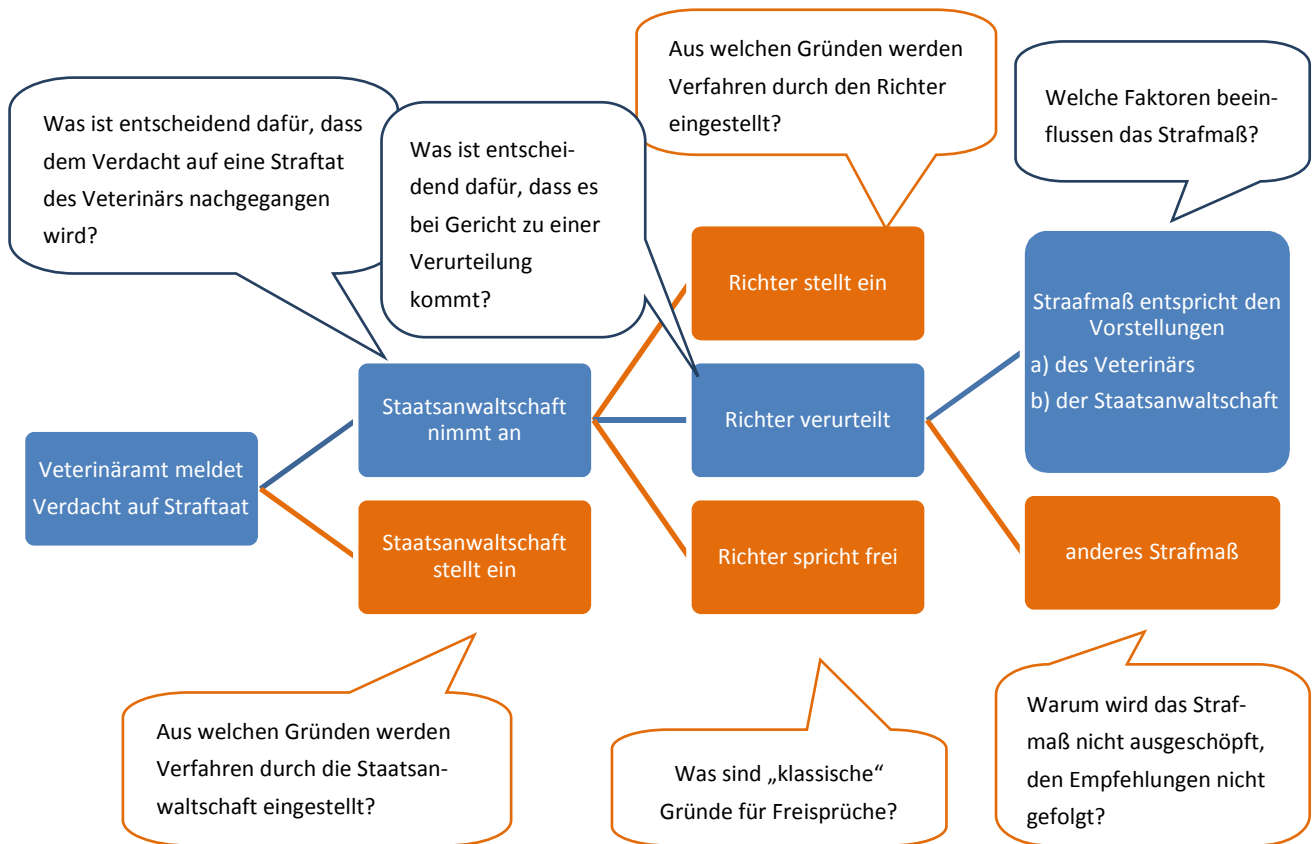 Aus welchen Gründen werden
Verfahren durch den Richter
eingestellt?
Welche Faktoren beein-
flussen das Strafmaß?
Was ist entscheidend dafür, dass
dem Verdacht auf eine Straftat
des Veterinärs nachgegangen
wird?
Was ist entschei-
dend dafür, dass es
bei Gericht zu einer
Verurteilung
kommt?
Richter stellt ein
Straafmaß entspricht den
Vorstellungen
a) des Veterinärs
b) der Staatsanwaltschaft
Staatsanwaltschaft
nimmt an
Richter verurteilt
Veterinäramt meldet
Verdacht auf Straftaat
Staatsanwaltschaft
stellt ein
Richter spricht frei
anderes Strafmaß
Aus welchen Gründen werden
Verfahren durch die Staatsan-
waltschaft eingestellt?
Was sind „klassische“
Gründe für Freisprüche?
Warum wird das Straf-
maß nicht ausgeschöpft,
den Empfehlungen nicht
gefolgt?